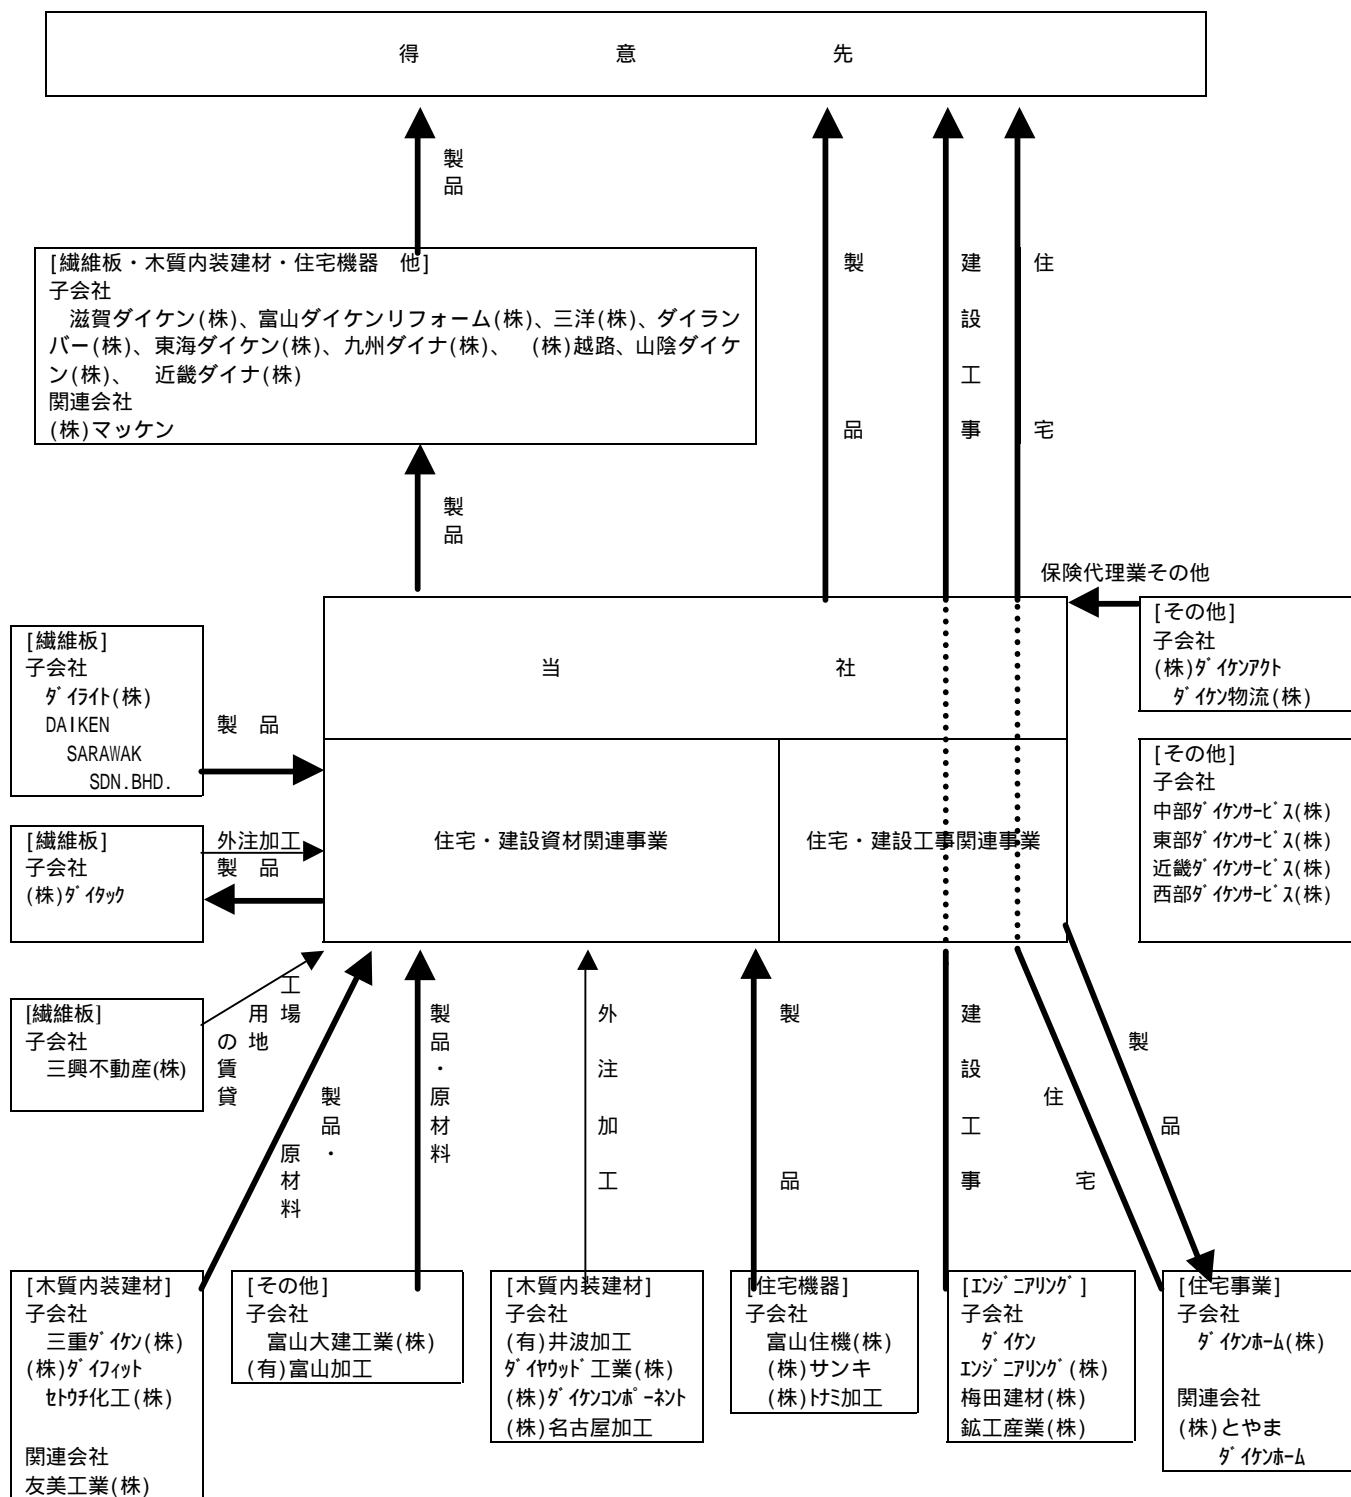 得意先
製品
[繊維板・木質内装建材・住宅機器　他]
子会社
滋賀ダイケン(株)、富山ダイケンリフォーム(株)、三洋(株)、ダイラン
バー(株)、東海ダイケン(株)、九州ダイナ(株)、　(株)越路、山陰ダイケ
ン(株)、　近畿ダイナ(株)
関連会社
(株)マッケン
製品
建設工事
住宅
製品
保険代理業その他
[その他]
子会社
(株)ﾀﾞｲｹﾝｱｸﾄ
ﾀﾞｲｹﾝ物流(株)
[繊維板]
子会社
ﾀﾞｲﾗｲﾄ(株)
DAIKEN
SARAWAK
SDN.BHD.
製品
当社
[その他]
子会社
中部ﾀﾞｲｹﾝｻｰﾋﾞｽ(株)
東部ﾀﾞｲｹﾝｻｰﾋﾞｽ(株)
近畿ﾀﾞｲｹﾝｻｰﾋﾞｽ(株)
西部ﾀﾞｲｹﾝｻｰﾋﾞｽ(株)
[繊維板]
子会社
(株)ﾀﾞｲﾀｯｸ
外注加工
製品
住宅・建設資材関連事業
住宅・建設工事関連事業
[繊維板]
子会社
三興不動産(株)
工場
用地
の賃貸
製品・
原材料
製品・原材料
外注加工
製品
建設工事
住宅
製品
[木質内装建材]
子会社
三重ﾀﾞｲｹﾝ(株)
(株)ﾀﾞｲﾌｨｯﾄ
ｾﾄｳﾁ化工(株)
関連会社
友美工業(株)
[その他]
子会社
富山大建工業(株)
(有)富山加工
[木質内装建材]
子会社
(有)井波加工
ﾀﾞｲﾔｳｯﾄﾞ工業(株)
(株)ﾀﾞｲｹﾝｺﾝﾎﾟｰﾈﾝﾄ
(株)名古屋加工
[住宅機器]
子会社
富山住機(株)
(株)サンキ
(株)ﾄﾅﾐ加工
[ｴﾝｼﾞﾆｱﾘﾝｸﾞ]
子会社
ﾀﾞｲｹﾝ
ｴﾝｼﾞﾆｱﾘﾝｸﾞ(株)
梅田建材(株)
鉱工産業(株)
[住宅事業]
子会社
ﾀﾞｲｹﾝﾎｰﾑ(株)
関連会社
(株)とやま
ﾀﾞｲｹﾝﾎｰﾑ